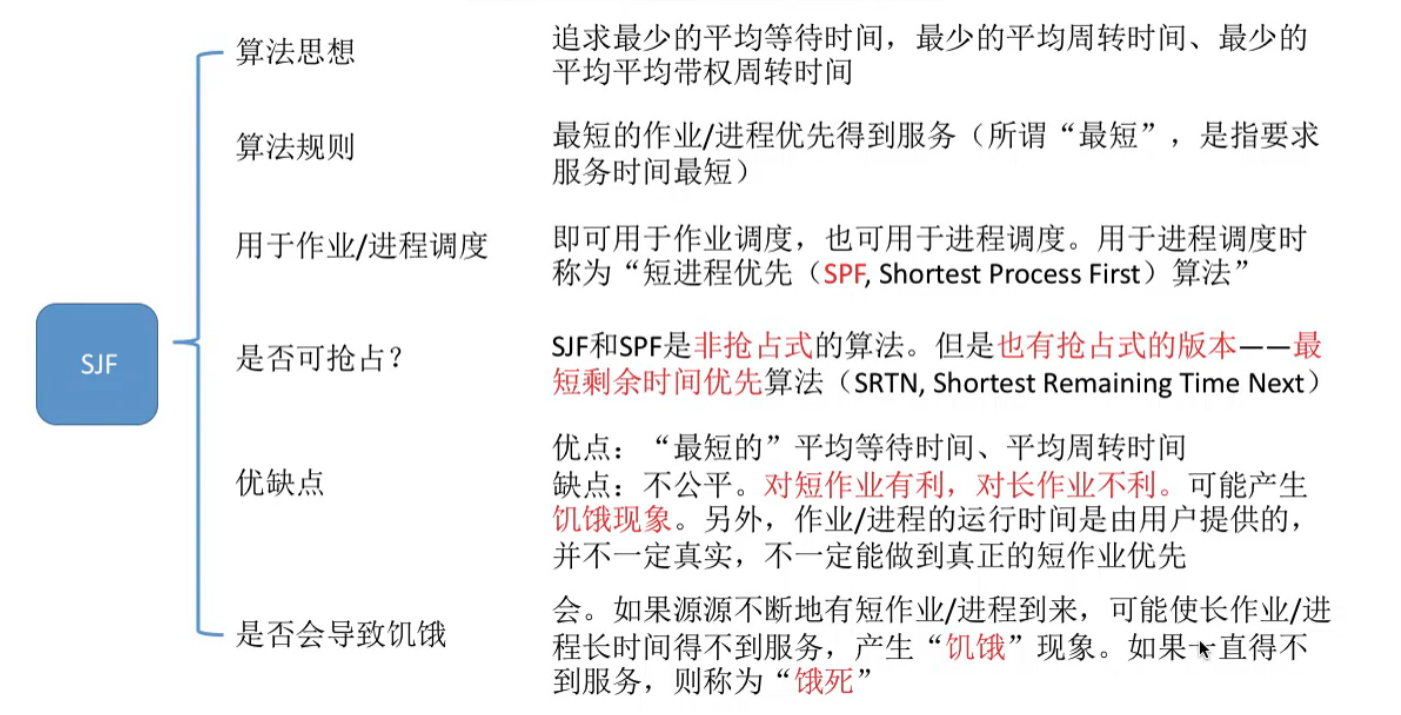 SJF
算法思想
追求最少的平均等待时间，最少的平均周转时间、最少的
平均平均带权周转时间
算法规则
最短的作业/进程优先得到服务（所谓“最短”，是指要求
服务时间最短）
用于作业/进程调度
即可用于作业调度，也可用于进程调度。用于进程调度时
称为“短进程优先（SPF, Shortest Process First）算法”
是否可抢占？
SJF和SPF是非抢占式的算法。但是也有抢占式的版本——最
短剩余时间优先算法（SRTN, Shortest Remaining Time Next）
优缺点
优点：“最短的”平均等待时间、平均周转时间
缺点：不公平。对短作业有利，对长作业不利。可能产生
饥饿现象。另外，作业/进程的运行时间是由用户提供的，
并不一定真实，不一定能做到真正的短作业优先
是否会导致饥饿
会。如果源源不断地有短作业/进程到来，可能使长作业/进
程长时间得不到服务，产生“饥饿”现象。如果一直得不
到服务，则称为“饿死”